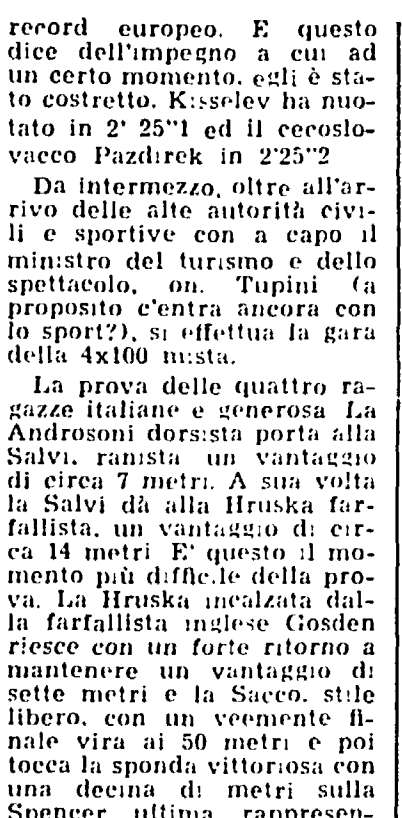 record europeo. E questo
dice dell'impegno a cui ad
un certo momento, egli è sta-
to costretto. Kisselev ha nuo-
tato in 2' 25"1 ed il cecoslo-
vacco Pazdirek in 2'25"2
Da intermezzo, oltre all'ar-
rivo delle alte autorità civi-
li e sportive con a capo il
ministro del turismo e dello
spettacolo, on. Tupini (a
proposito c'entra ancora con
lo sport?), si effettua la gara
della 4x100 mista.
La prova delle quattro ra-
gazze italiane e generosa La
Androsoni dorsista porta alla
Salvi, ranista un vantaggio
di circa 7 metri. A sua volta
la Salvi dà alla Hruska far-
fallista, un vantaggio di cir-
ca 14 metri E' questo il mo-
mento più difficile della pro-
va. La Hruska incalzata dal-
la farfallista inglese Gosden
riesce con un forte ritorno a
mantenere un vantaggio di
sette metri e la Sacco, stile
libero, con un veemente fi-
nale vira ai 50 metri e poi
tocca la sponda vittoriosa con
una decina di metri sulla
Spencer ultima rappresen-